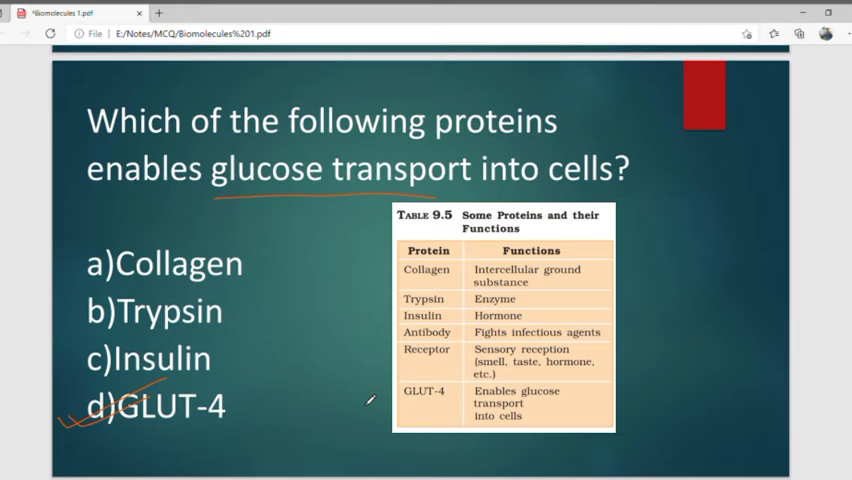 *Biomolecules 1.pdf
File
E:/Notes/MCQ/Biomolecules%201.pdf
Which of the following proteins
enables glucose transport into cells?
a)Collagen
b)Trypsin
c)Insulin
d)GLUT-4
TABLE 9.5 Some Proteins and their
Functions
Protein Functions
Collagen Intercellular ground
substance
Trypsin Enzyme
Insulin Hormone
Antibody Fights infectious agents
Receptor Sensory reception
(smell, taste, hormone,
etc.)
GLUT-4 Enables glucose
transport
into cells